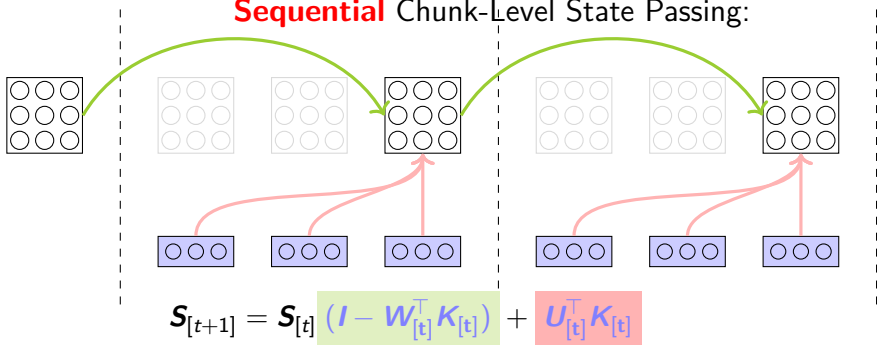 Sequential Chunk-Level State Passing:
S[t+1] = S[t] (I − W⊤[t]K[t]) + U⊤[t]K[t]